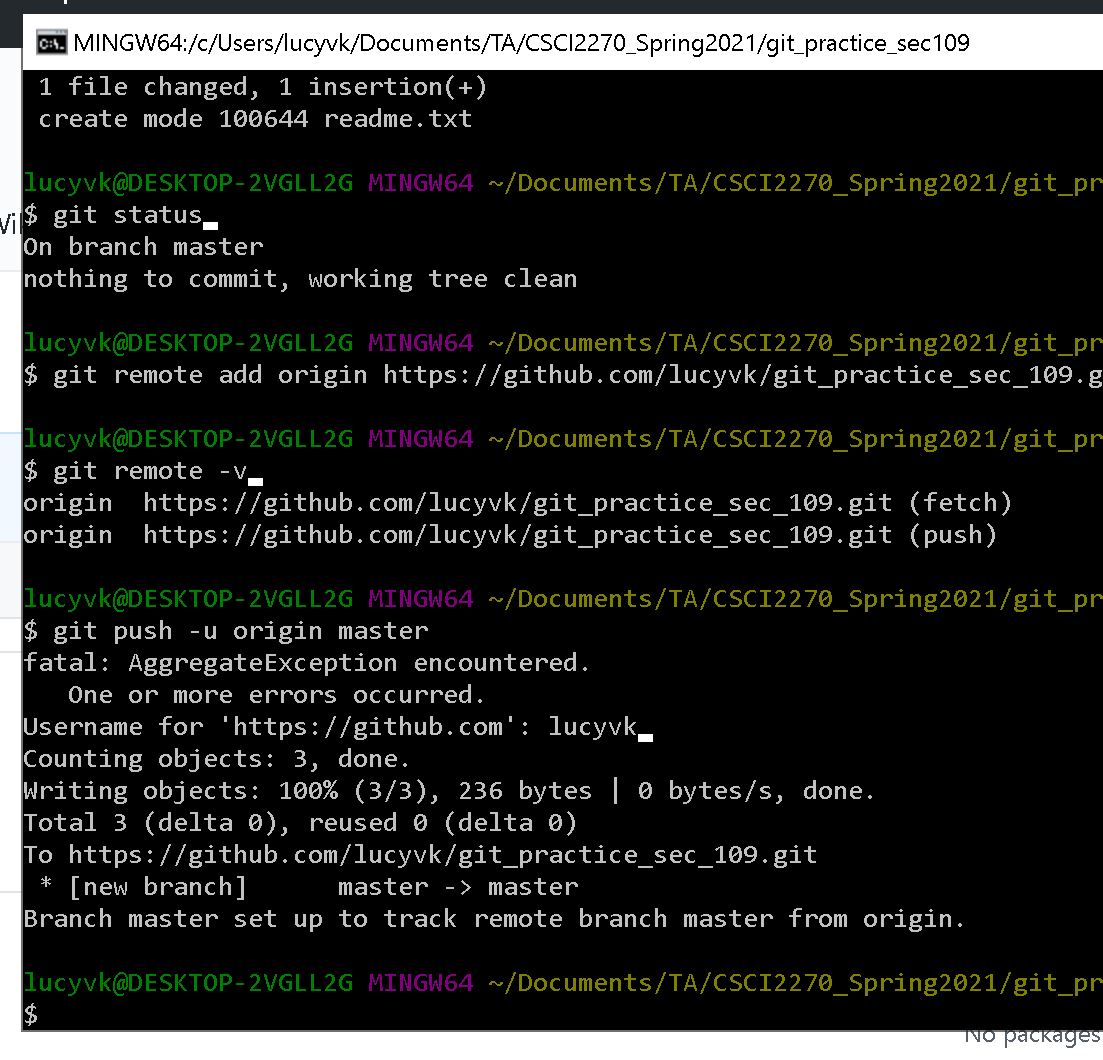 MINGW64:/c/Users/lucyvk/Documents/TA/CSCI2270_Spring2021/git_practice_sec109
1 file changed, 1 insertion(+)
create mode 100644 readme.txt
lucyvk@DESKTOP-2VGLL2G MINGW64 ~/Documents/TA/CSCI2270_Spring2021/git_pr
$ git status
On branch master
nothing to commit, working tree clean
lucyvk@DESKTOP-2VGLL2G MINGW64 ~/Documents/TA/CSCI2270_Spring2021/git_pr
$ git remote add origin https://github.com/lucyvk/git_practice_sec_109.g
lucyvk@DESKTOP-2VGLL2G MINGW64 ~/Documents/TA/CSCI2270_Spring2021/git_pr
$ git remote -v
origin  https://github.com/lucyvk/git_practice_sec_109.git (fetch)
origin  https://github.com/lucyvk/git_practice_sec_109.git (push)
lucyvk@DESKTOP-2VGLL2G MINGW64 ~/Documents/TA/CSCI2270_Spring2021/git_pr
$ git push -u origin master
fatal: AggregateException encountered.
   One or more errors occurred.
Username for 'https://github.com': lucyvk
Counting objects: 3, done.
Writing objects: 100% (3/3), 236 bytes | 0 bytes/s, done.
Total 3 (delta 0), reused 0 (delta 0)
To https://github.com/lucyvk/git_practice_sec_109.git
 * [new branch]      master -> master
Branch master set up to track remote branch master from origin.
lucyvk@DESKTOP-2VGLL2G MINGW64 ~/Documents/TA/CSCI2270_Spring2021/git_pr
$
No packages